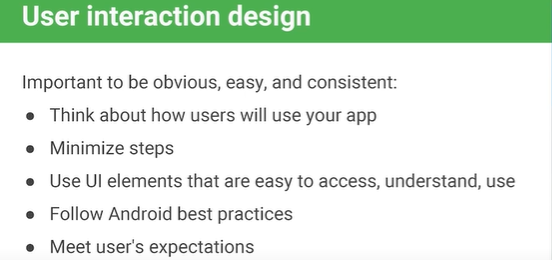 User interaction design
Important to be obvious, easy, and consistent:
● Think about how users will use your app
● Minimize steps
● Use UI elements that are easy to access, understand, use
● Follow Android best practices
● Meet user's expectations